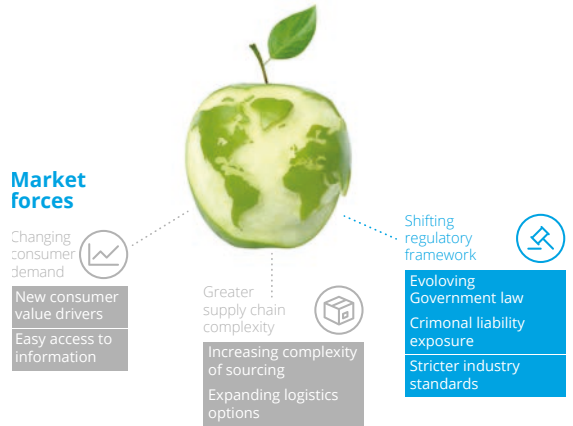 Market
forces
Changing
consumer
demand
New consumer
value drivers
Easy access to
information
Greater
supply chain
complexity
Increasing complexity
of sourcing
Expanding logistics
options
Shifting
regulatory
framework
Evoloving
Government law
Crimonal liability
exposure
Stricter industry
standards